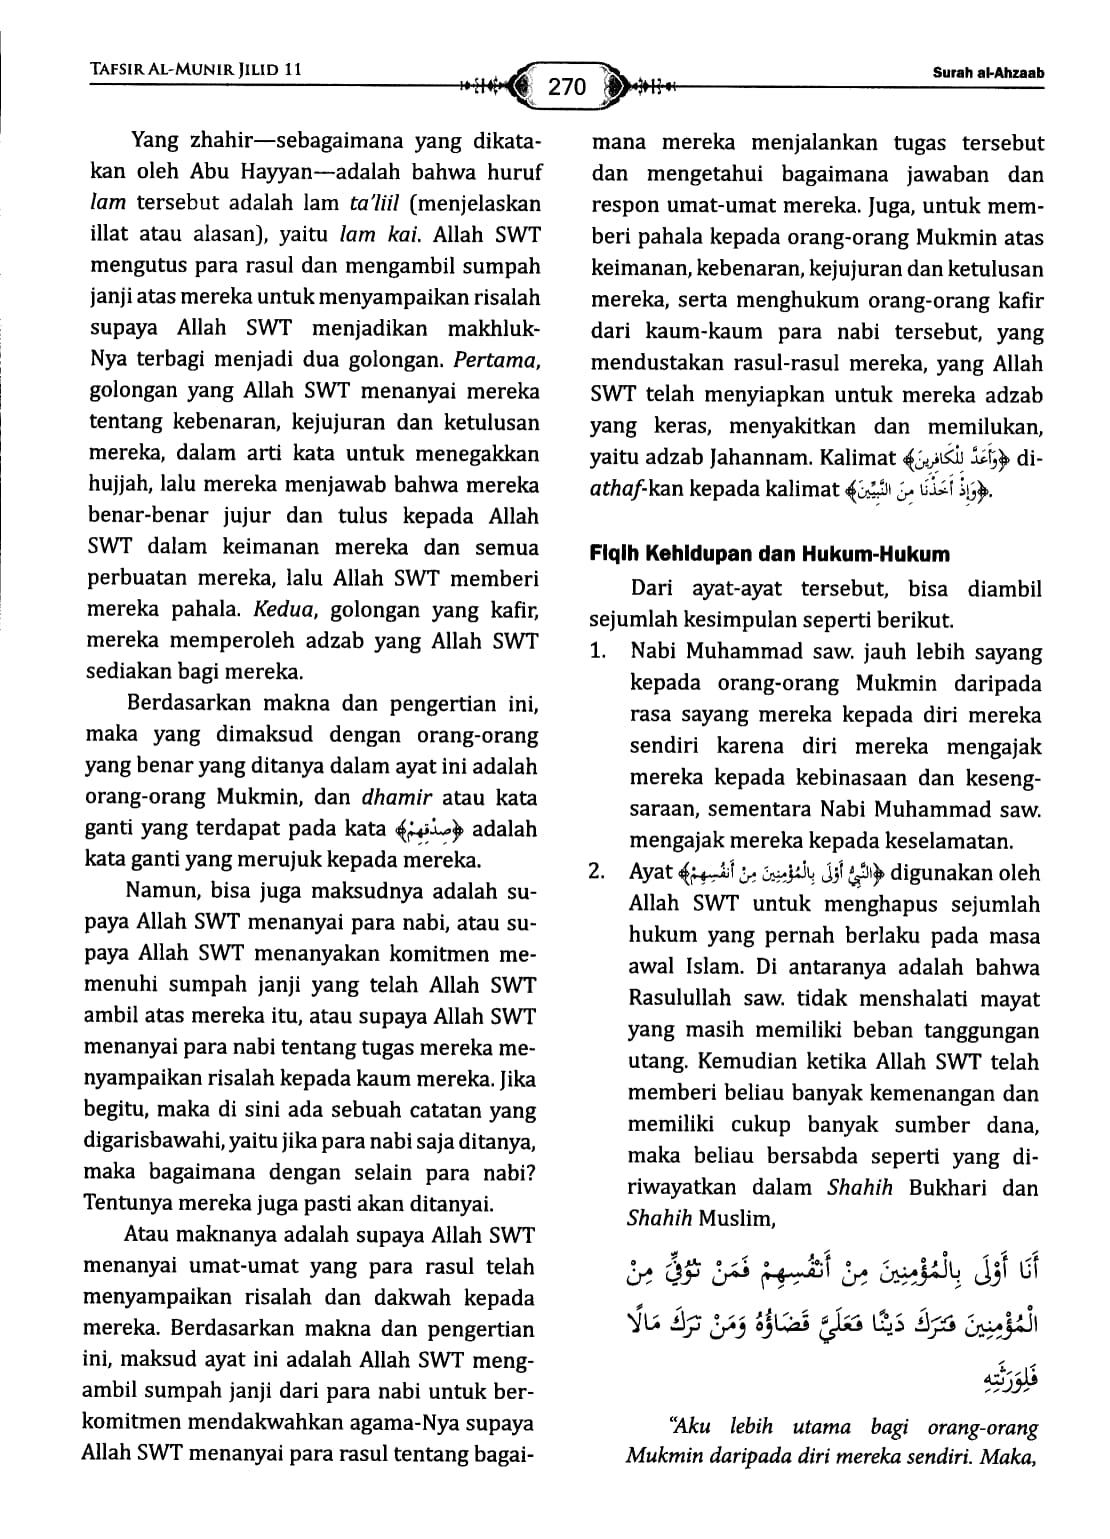 TAFSIR AL-MUNIR JILID 11
270
Surah al-Ahzaab
Yang zhahir—sebagaimana yang dikata-
kan oleh Abu Hayyan—adalah bahwa huruf
lam tersebut adalah lam ta'liil (menjelaskan
illat atau alasan), yaitu lam kai. Allah SWT
mengutus para rasul dan mengambil sumpah
janji atas mereka untuk menyampaikan risalah
supaya Allah SWT menjadikan makhluk-
Nya terbagi menjadi dua golongan. Pertama,
golongan yang Allah SWT menanyai mereka
tentang kebenaran, kejujuran dan ketulusan
mereka, dalam arti kata untuk menegakkan
hujjah, lalu mereka menjawab bahwa mereka
benar-benar jujur dan tulus kepada Allah
SWT dalam keimanan mereka dan semua
perbuatan mereka, lalu Allah SWT memberi
mereka pahala. Kedua, golongan yang kafir,
mereka memperoleh adzab yang Allah SWT
sediakan bagi mereka.
Berdasarkan makna dan pengertian ini,
maka yang dimaksud dengan orang-orang
yang benar yang ditanya dalam ayat ini adalah
orang-orang Mukmin, dan dhamir atau kata
ganti yang terdapat pada kata ﴿صِدْقِهِمْ﴾ adalah
kata ganti yang merujuk kepada mereka.
Namun, bisa juga maksudnya adalah su-
paya Allah SWT menanyai para nabi, atau su-
paya Allah SWT menanyakan komitmen me-
menuhi sumpah janji yang telah Allah SWT
ambil atas mereka itu, atau supaya Allah SWT
menanyai para nabi tentang tugas mereka me-
nyampaikan risalah kepada kaum mereka. Jika
begitu, maka di sini ada sebuah catatan yang
digarisbawahi, yaitu jika para nabi saja ditanya,
maka bagaimana dengan selain para nabi?
Tentunya mereka juga pasti akan ditanyai.
Atau maknanya adalah supaya Allah SWT
menanyai umat-umat yang para rasul telah
menyampaikan risalah dan dakwah kepada
mereka. Berdasarkan makna dan pengertian
ini, maksud ayat ini adalah Allah SWT meng-
ambil sumpah janji dari para nabi untuk ber-
komitmen mendakwahkan agama-Nya supaya
Allah SWT menanyai para rasul tentang bagai-
mana mereka menjalankan tugas tersebut
dan mengetahui bagaimana jawaban dan
respon umat-umat mereka. Juga, untuk mem-
beri pahala kepada orang-orang Mukmin atas
keimanan, kebenaran, kejujuran dan ketulusan
mereka, serta menghukum orang-orang kafir
dari kaum-kaum para nabi tersebut, yang
mendustakan rasul-rasul mereka, yang Allah
SWT telah menyiapkan untuk mereka adzab
yang keras, menyakitkan dan memilukan,
yaitu adzab Jahannam. Kalimat ﴿وَأَعَدَّ لِلْكَافِرِينَ﴾ di-
athaf-kan kepada kalimat ﴿وَإِذْ أَخَذْنَا مِنَ النَّبِيِّينَ﴾.
Fiqih Kehidupan dan Hukum-Hukum
Dari ayat-ayat tersebut, bisa diambil
sejumlah kesimpulan seperti berikut.
1. Nabi Muhammad saw. jauh lebih sayang
kepada orang-orang Mukmin daripada
rasa sayang mereka kepada diri mereka
sendiri karena diri mereka mengajak
mereka kepada kebinasaan dan keseng-
saraan, sementara Nabi Muhammad saw.
mengajak mereka kepada keselamatan.
2. Ayat ﴿النَّبِيُّ أَوْلَى بِالْمُؤْمِنِينَ مِنْ أَنفُسِهِمْ﴾ digunakan oleh
Allah SWT untuk menghapus sejumlah
hukum yang pernah berlaku pada masa
awal Islam. Di antaranya adalah bahwa
Rasulullah saw. tidak menshalati mayat
yang masih memiliki beban tanggungan
utang. Kemudian ketika Allah SWT telah
memberi beliau banyak kemenangan dan
memiliki cukup banyak sumber dana,
maka beliau bersabda seperti yang di-
riwayatkan dalam Shahih Bukhari dan
Shahih Muslim,
أَنَا أَوْلَى بِالْمُؤْمِنِينَ مِنْ أَنْفُسِهِمْ فَمَنْ تُوُفِّيَ مِنْ
الْمُؤْمِنِينَ فَتَرَكَ دَيْنًا فَعَلَيَّ قَضَاؤُهُ وَمَنْ تَرَكَ مَالًا
فَلِوَرَثَتِهِ
“Aku lebih utama bagi orang-orang
Mukmin daripada diri mereka sendiri. Maka,